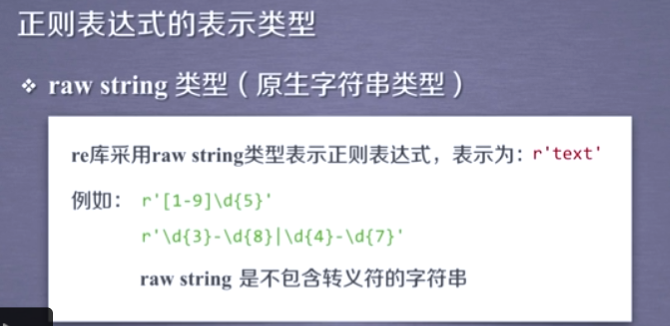 正则表达式的表示类型
❖ raw string 类型（原生字符串类型）
re库采用raw string类型表示正则表达式，表示为：r'text'
例如： r'[1-9]\d{5}'
r'\d{3}-\d{8}|\d{4}-\d{7}'
raw string 是不包含转义符的字符串